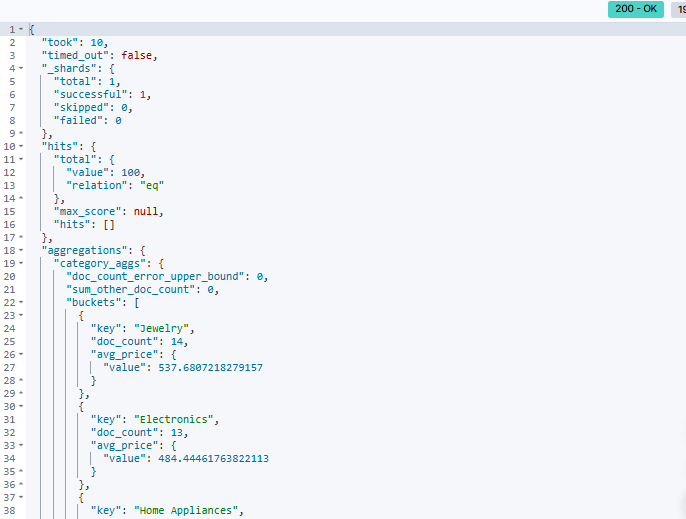 200 - OK
19
1 {
2 "took": 10,
3 "timed_out": false,
4 "_shards": {
5 "total": 1,
6 "successful": 1,
7 "skipped": 0,
8 "failed": 0
9 },
10 "hits": {
11 "total": {
12 "value": 100,
13 "relation": "eq"
14 },
15 "max_score": null,
16 "hits": []
17 },
18 "aggregations": {
19 "category_aggs": {
20 "doc_count_error_upper_bound": 0,
21 "sum_other_doc_count": 0,
22 "buckets": [
23 {
24 "key": "Jewelry",
25 "doc_count": 14,
26 "avg_price": {
27 "value": 537.6807218279157
28 }
29 },
30 {
31 "key": "Electronics",
32 "doc_count": 13,
33 "avg_price": {
34 "value": 484.44461763822113
35 }
36 },
37 {
38 "key": "Home Appliances",